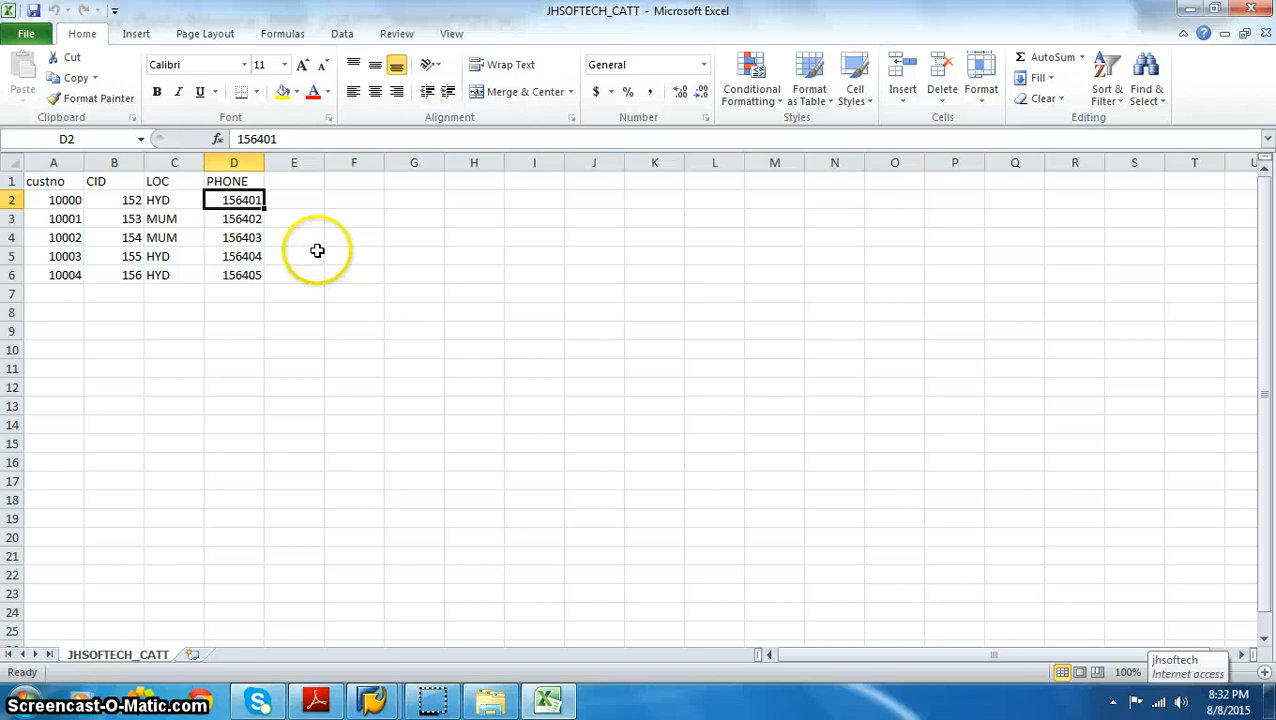 JHSOFTECH_CATT - Microsoft Excel
File Home Insert Page Layout Formulas Data Review View
Paste Cut Copy Format Painter Clipboard
Calibri 11 A A B I U A Font
Wrap Text Merge & Center Alignment
General $ % , Number
Conditional Formatting Format as Table Cell Styles Styles
Insert Delete Format Cells
Σ AutoSum Fill Clear Sort & Filter Find & Select Editing
D2 fx 156401
A B C D E F G H I J K L M N O P Q R S T U
1 custno CID LOC PHONE
2 10000 152 HYD 156401
3 10001 153 MUM 156402
4 10002 154 MUM 156403
5 10003 155 HYD 156404
6 10004 156 HYD 156405
7
8
9
10
11
12
13
14
15
16
17
18
19
20
21
22
23
24
25
JHSOFTECH_CATT
jhsoftech
Internet access
Ready 100%
Screencast-O-Matic.com
8:32 PM
8/8/2015